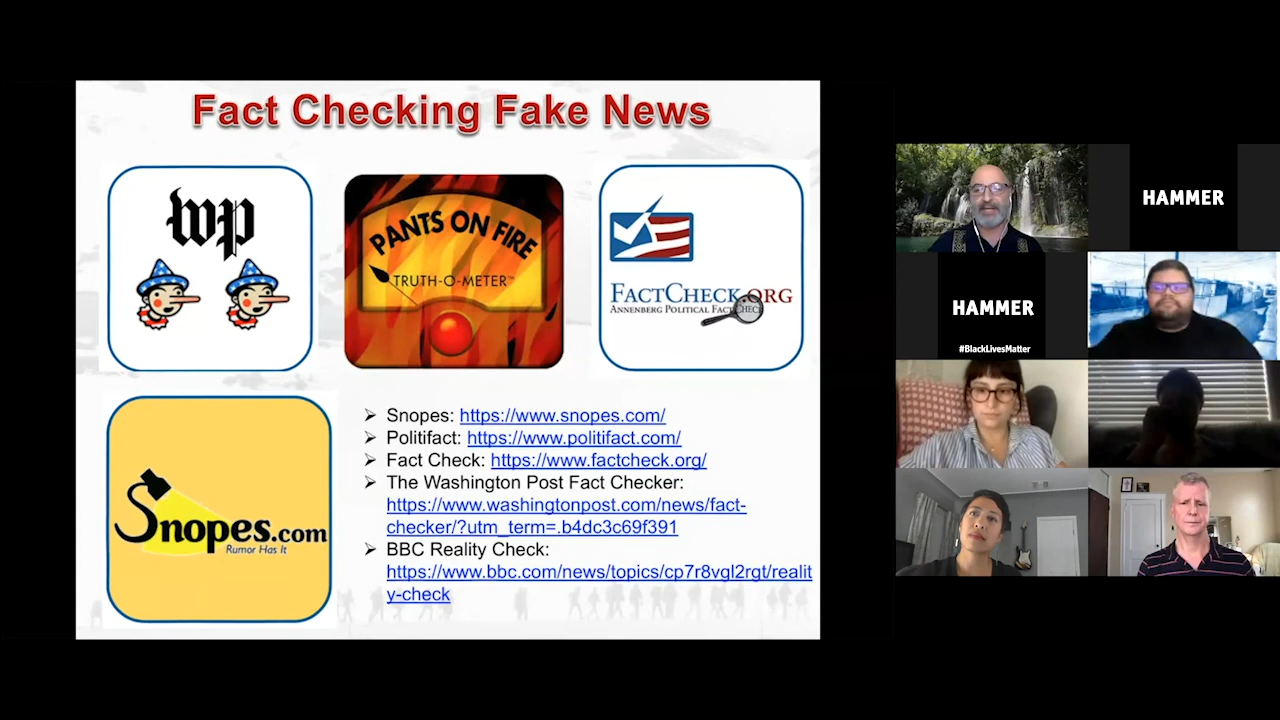 Fact Checking Fake News
wp
PANTS ON FIRE
TRUTH-O-METER™
FACTCHECK.ORG
ANNENBERG POLITICAL FACT CHECK
Snopes.com
Rumor Has It
➢ Snopes: https://www.snopes.com/
➢ Politifact: https://www.politifact.com/
➢ Fact Check: https://www.factcheck.org/
➢ The Washington Post Fact Checker:
https://www.washingtonpost.com/news/fact-
checker/?utm_term=.b4dc3c69f391
➢ BBC Reality Check:
https://www.bbc.com/news/topics/cp7r8vgl2rgt/realit
y-check
HAMMER
HAMMER
#BlackLivesMatter